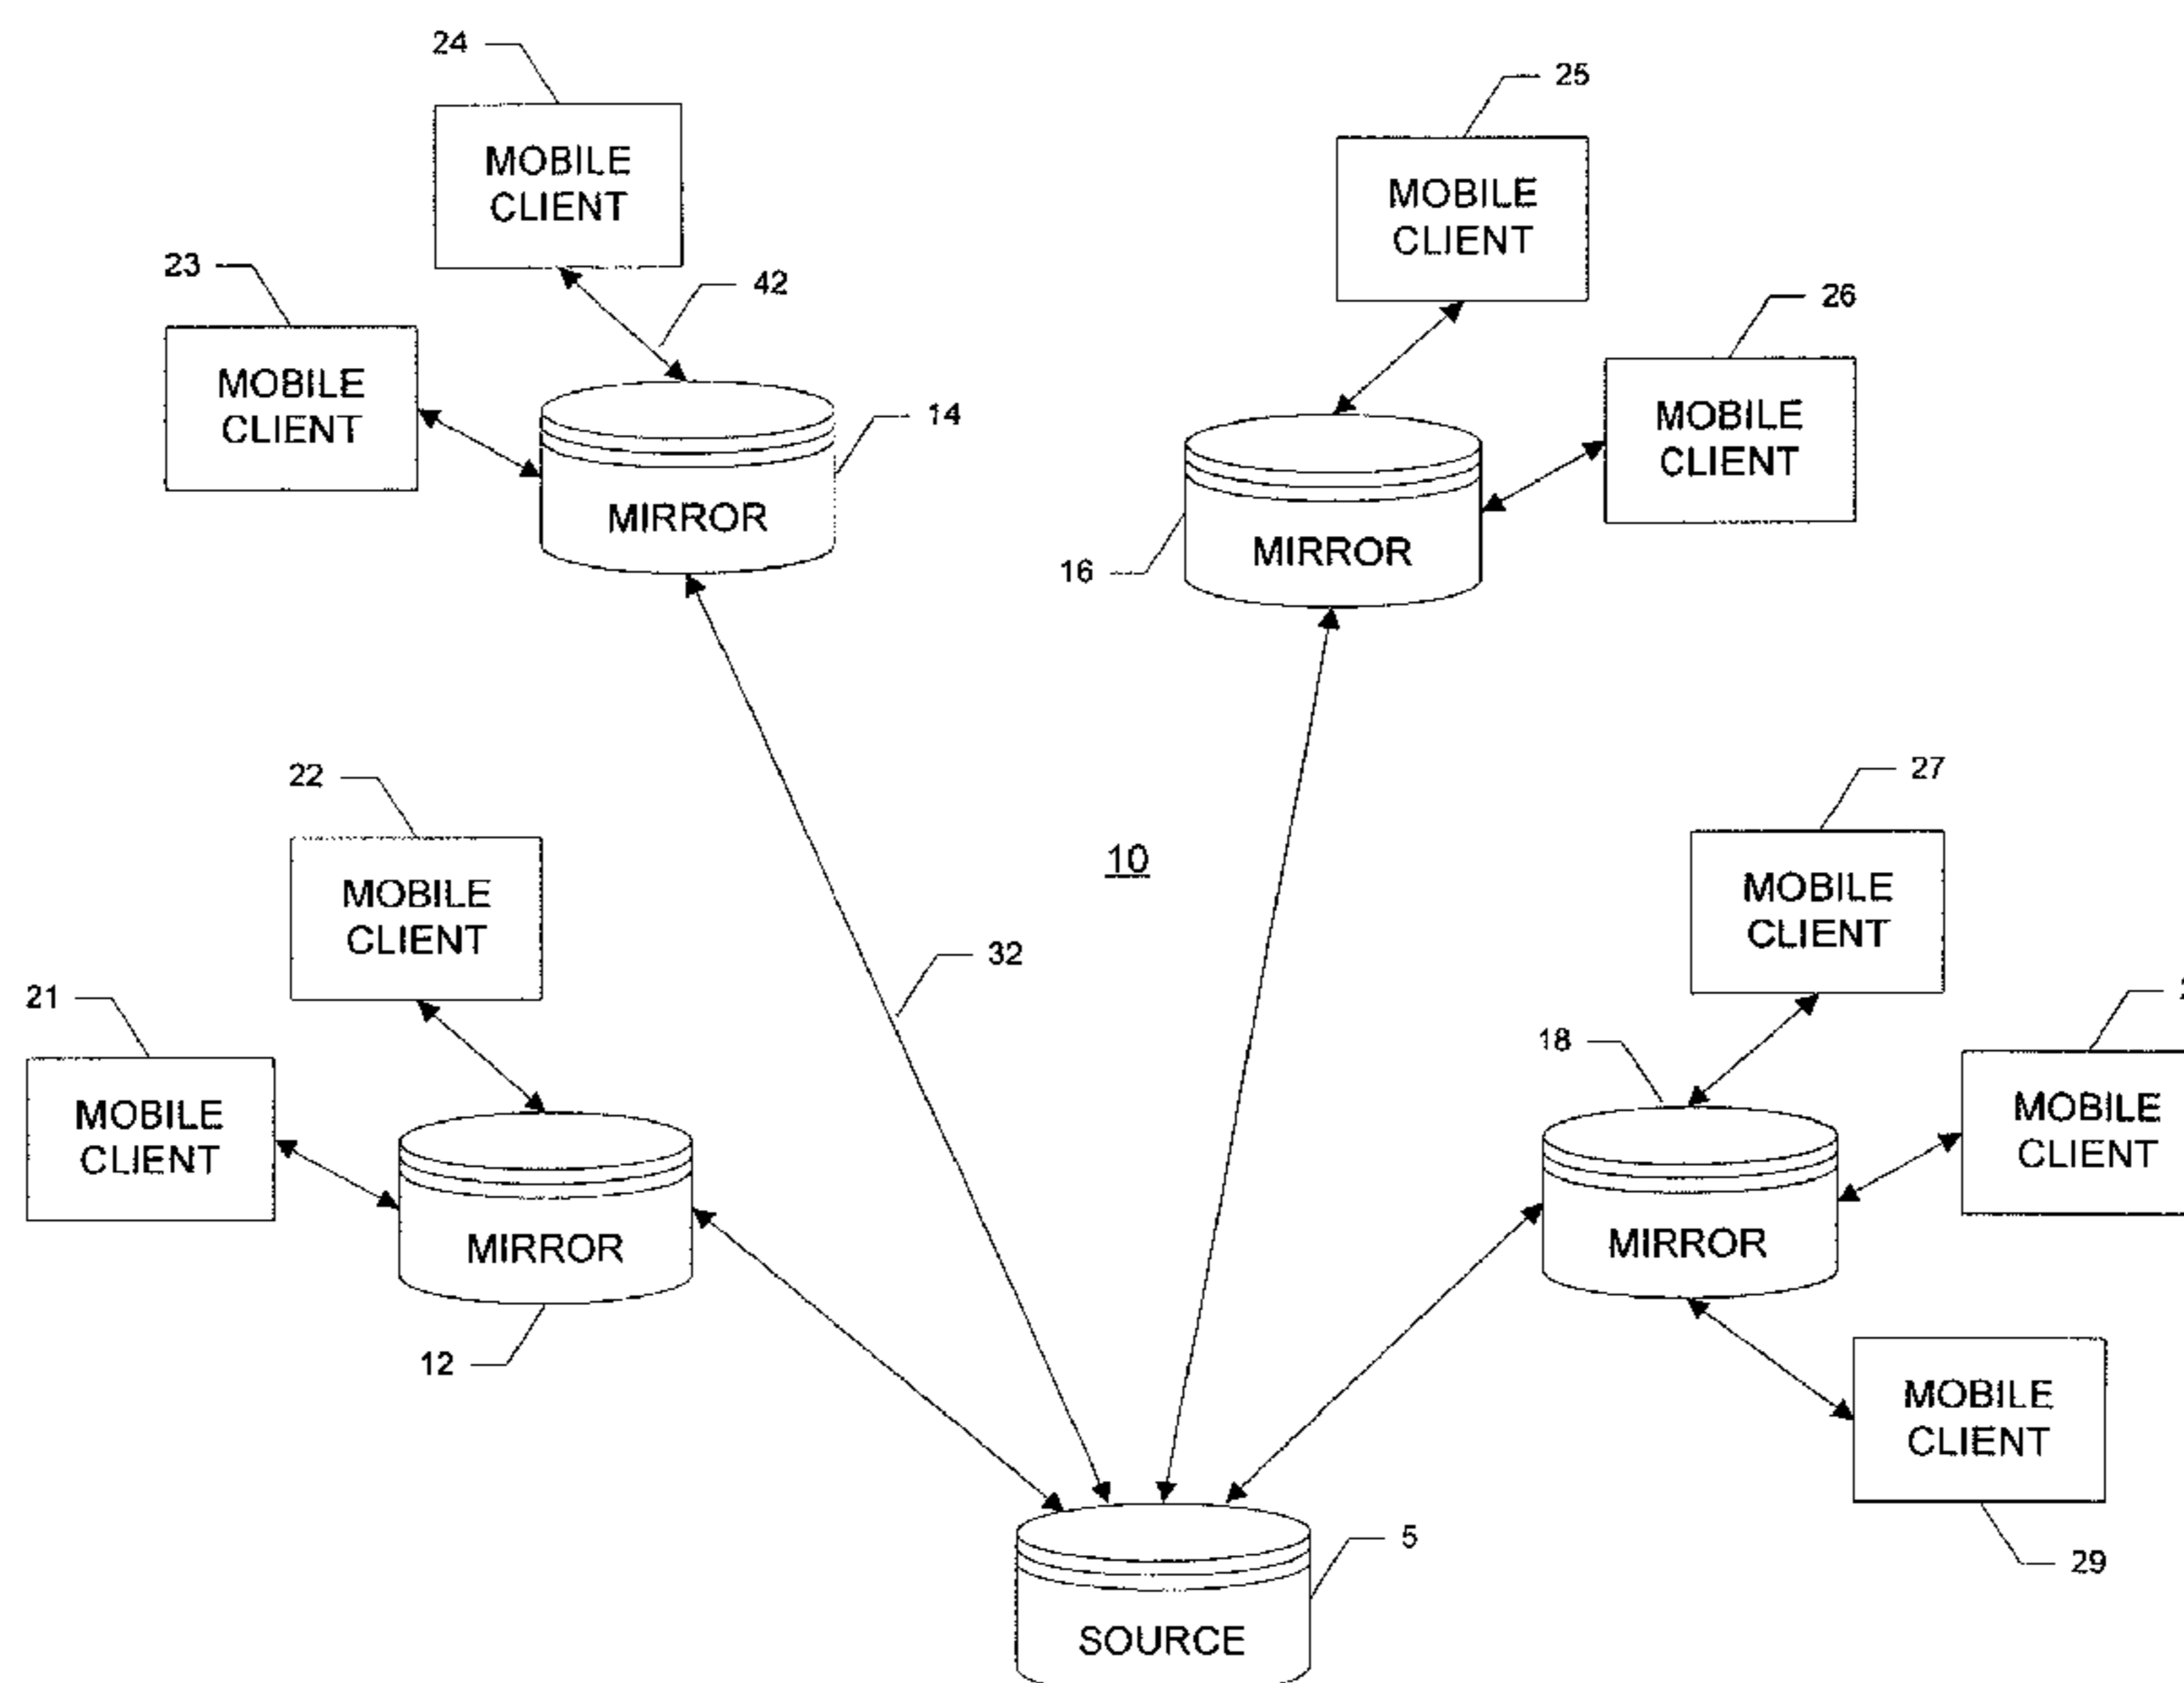 24
25
MOBILE
CLIENT
MOBILE
CLIENT
23
42
26
MOBILE
CLIENT
14
MOBILE
CLIENT
MIRROR
16
MIRROR
22
27
10
MOBILE
CLIENT
MOBILE
CLIENT
32
21
18
MOBILE
CLIENT
MOBILE
CLIENT
MIRROR
MIRROR
12
MOBILE
CLIENT
5
29
SOURCE